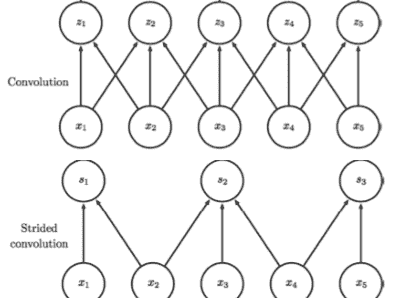 z₁ z₂ z₃ z₄ z₅
Convolution
x₁ x₂ x₃ x₄ x₅
s₁ s₂ s₃
Strided
convolution
x₁ x₂ x₃ x₄ x₅